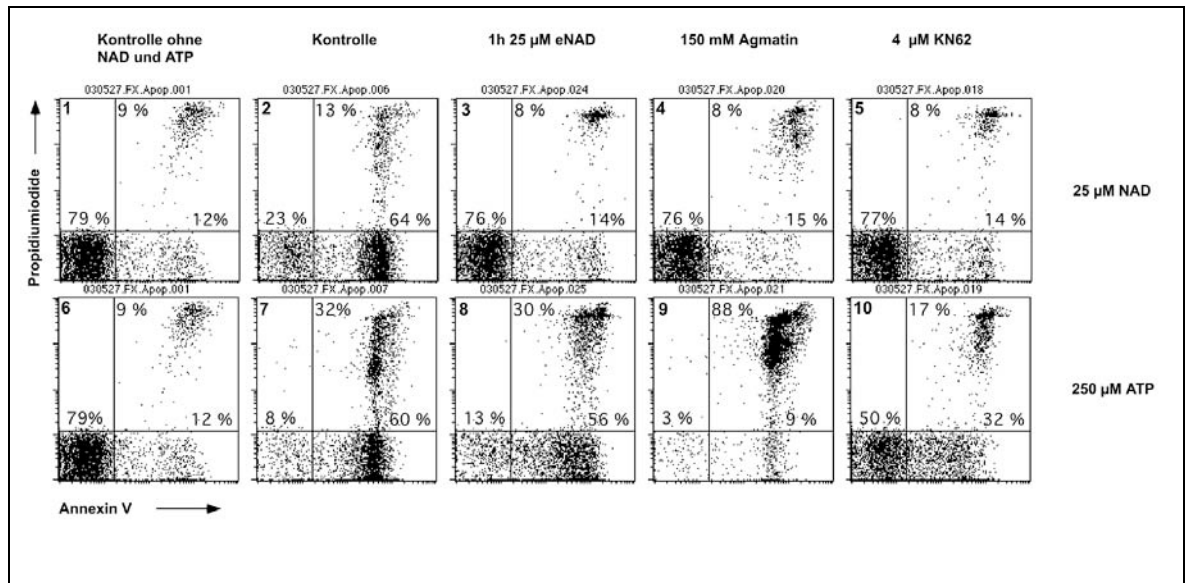 Kontrolle ohne
NAD und ATP
Kontrolle
1h 25 µM eNAD
150 mM Agmatin
4 µM KN62
030527.FX.Apop.001
030527.FX.Apop.006
030527.FX.Apop.024
030527.FX.Apop.020
030527.FX.Apop.018
1 9 %
2 13 %
3 8 %
4 8 %
5 8 %
79 % 12%
23 % 64 %
76 % 14%
76 % 15 %
77% 14 %
25 µM NAD
030527.FX.Apop.001
030527.FX.Apop.007
030527.FX.Apop.025
030527.FX.Apop.021
030527.FX.Apop.019
6 9 %
7 32%
8 30 %
9 88 %
10 17 %
79% 12 %
8 % 60 %
13 % 56 %
3 % 9 %
50 % 32 %
250 µM ATP
Propidiumiodide
Annexin V